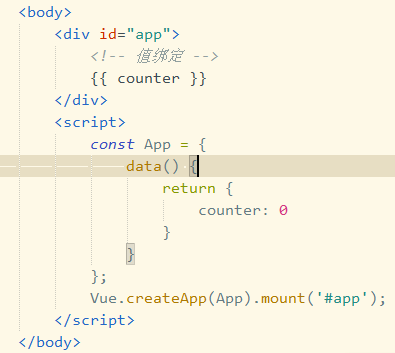 <body>
<div id="app">
<!-- 值绑定 -->
{{ counter }}
</div>
<script>
const App = {
data() {
return {
counter: 0
}
}
};
Vue.createApp(App).mount('#app');
</script>
</body>